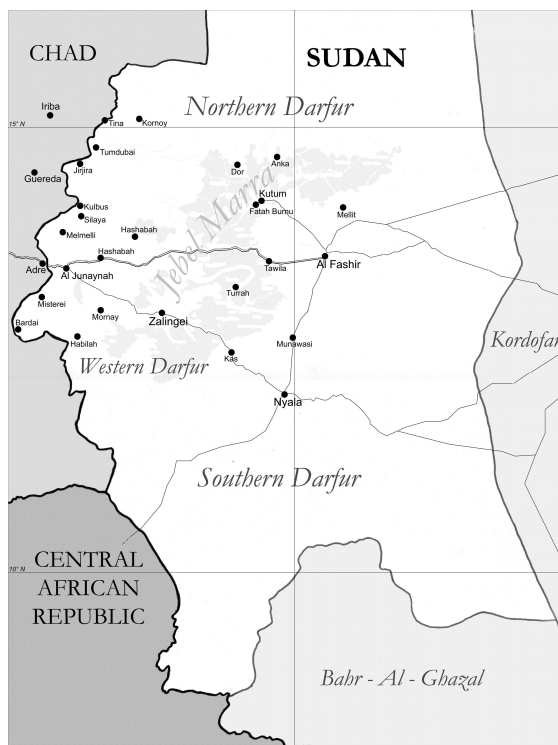 CHAD
SUDAN
Iriba
Northern Darfur
Tina
Kornoy
15° N
Tumdubai
Jirjira
Dor
Anka
Guereda
Jebel Marra
Kutum
Fatah Burnu
Kulbus
Silaya
Mellit
Melmelli
Hashabah
Hashabah
Adre
Al Junaynah
Tawila
Al Fashir
Misterei
Turrah
Mornay
Zalingei
Bardai
Habilah
Munawasi
Kordofan
Kas
Western Darfur
Nyala
Southern Darfur
10° N
CENTRAL
AFRICAN
REPUBLIC
Bahr - Al - Ghazal